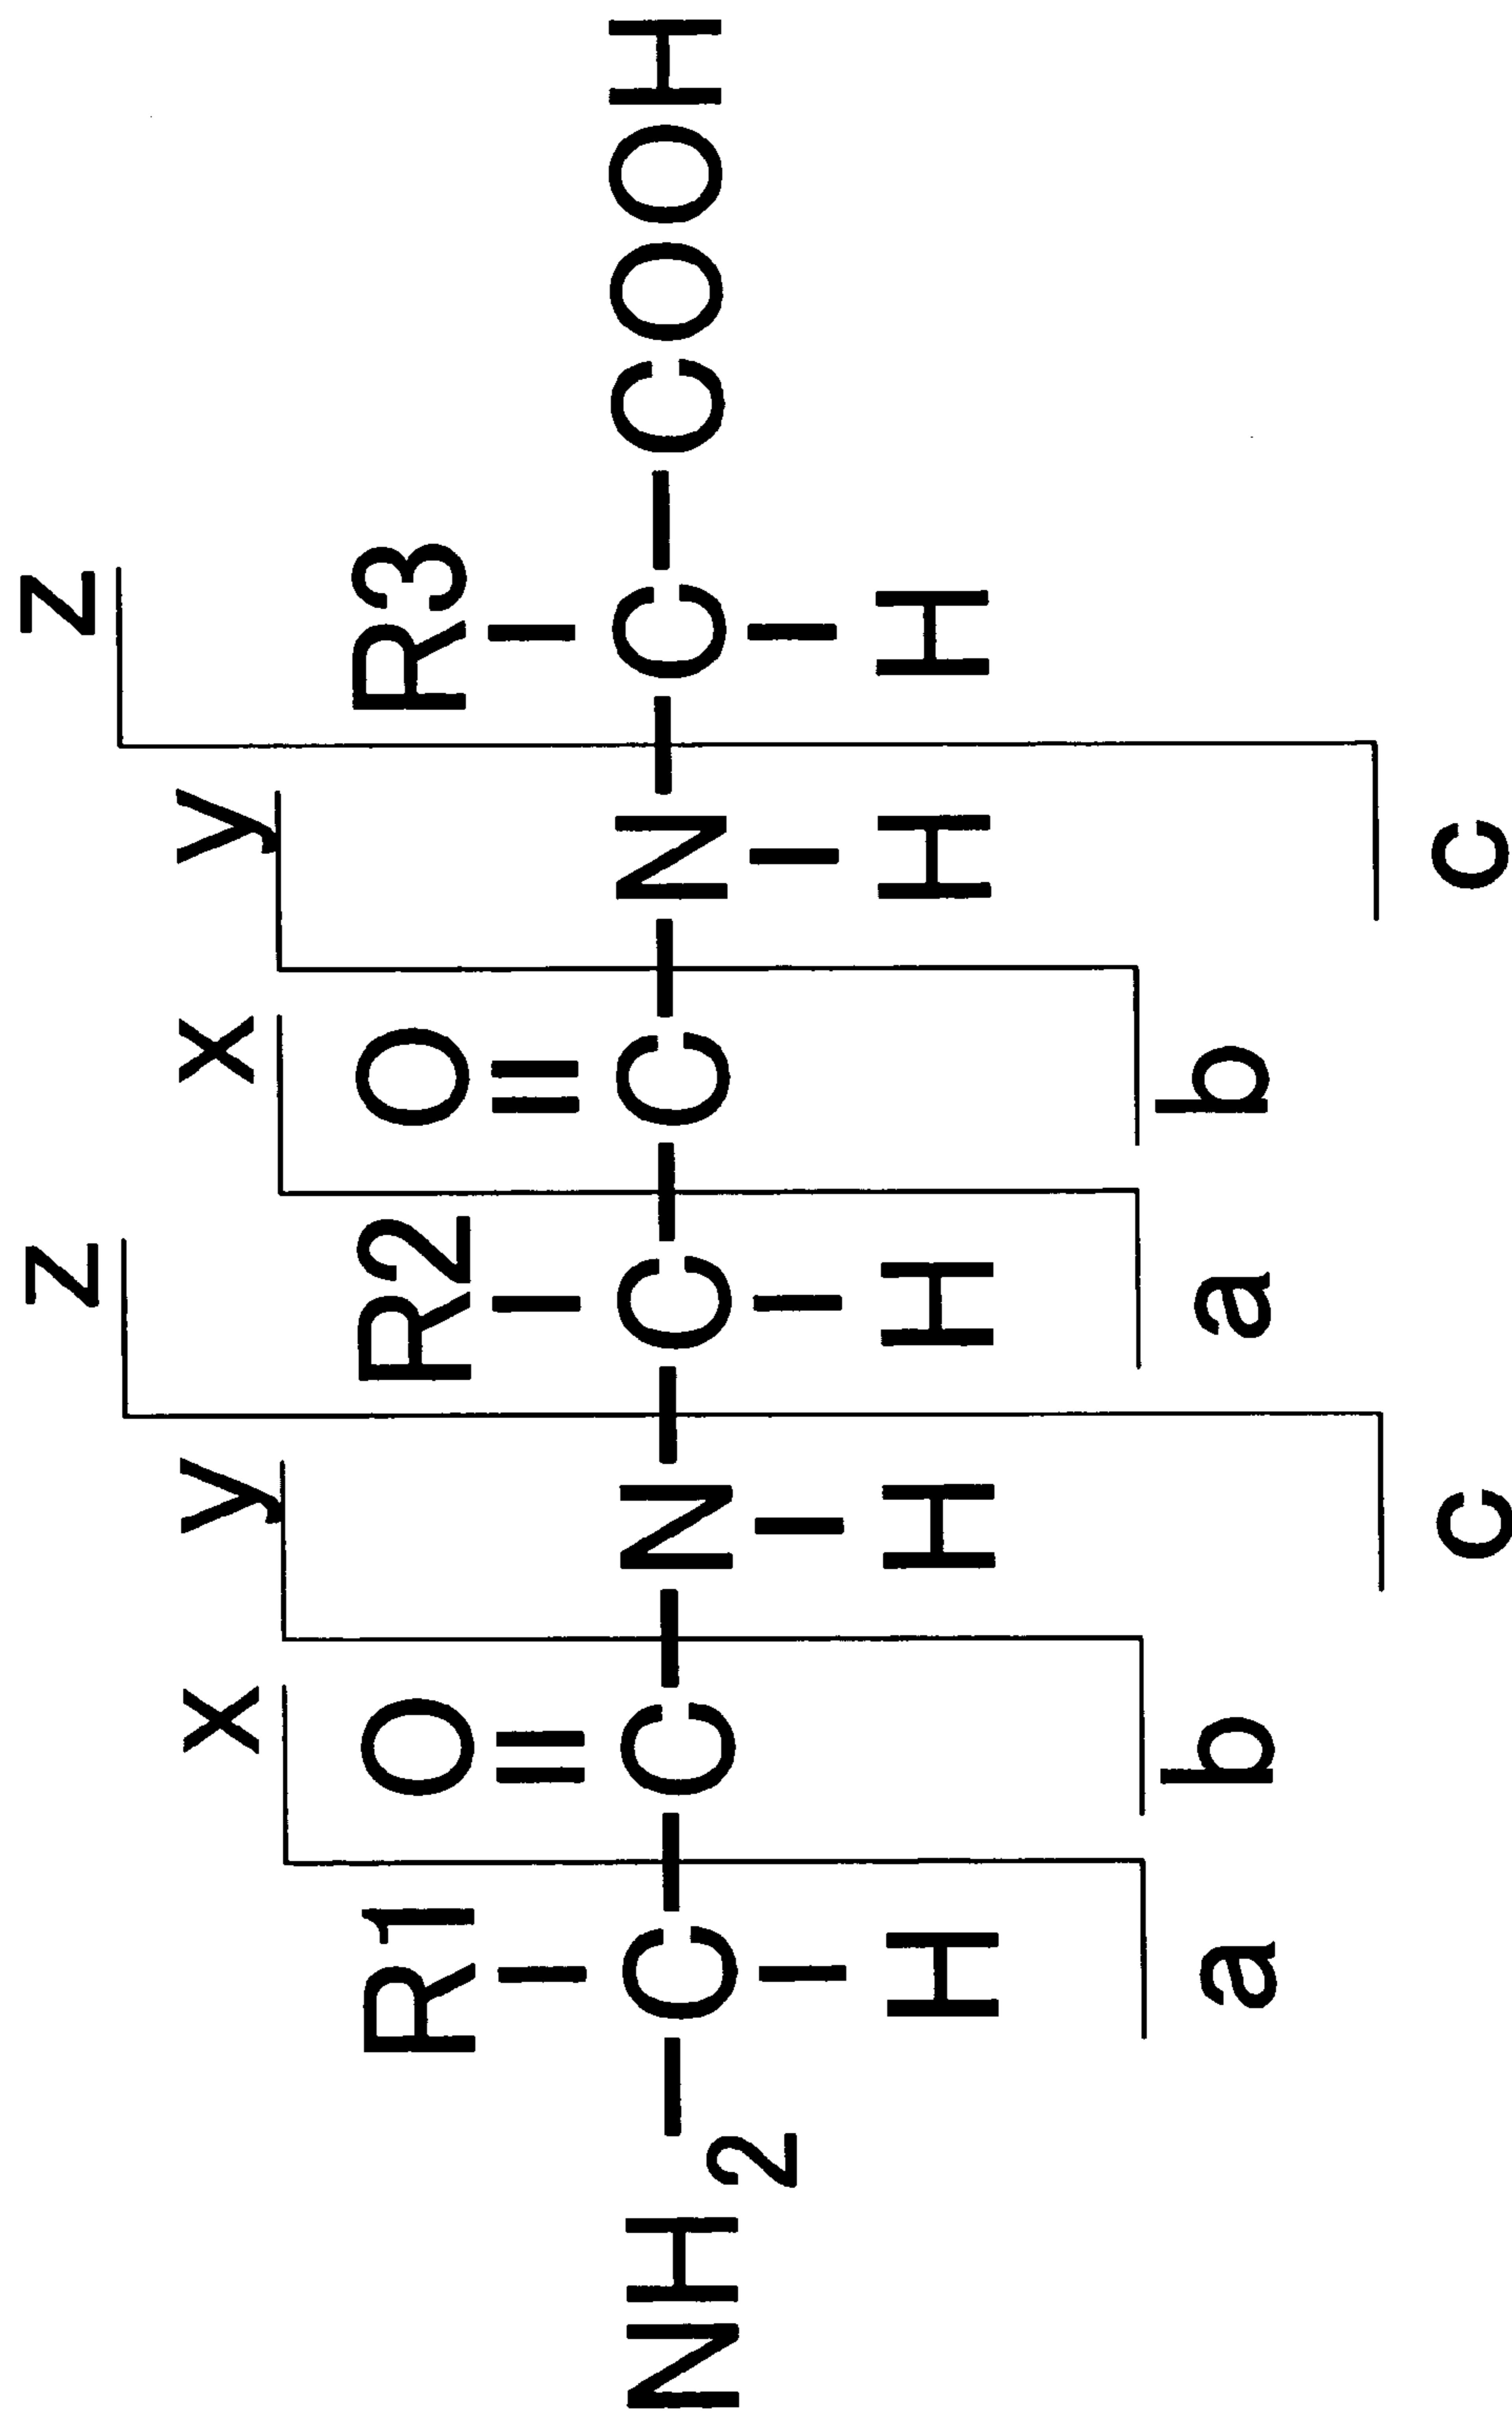 z z
x y x y
R1 O R2 O R3
NH2 — C — C — N — C — C — N — C — COOH
H H H H H
a b a b
c c